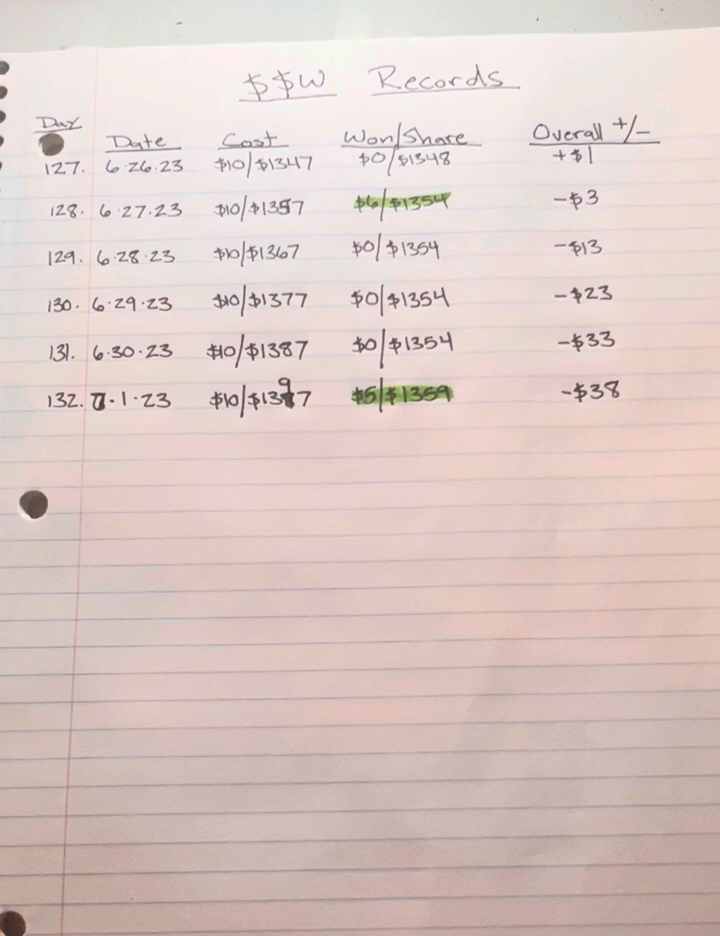 $$W Records
Day Date Cost Won/Share Overall +/-
127. 6.26.23 $10/$1347 $0/$1348 +$1
128. 6.27.23 $10/$1357 $6/$1354 -$3
129. 6.28.23 $10/$1367 $0/$1354 -$13
130. 6.29.23 $10/$1377 $0/$1354 -$23
131. 6.30.23 $10/$1387 $0/$1354 -$33
132. 7.1.23 $10/$1397 $5/$1359 -$38